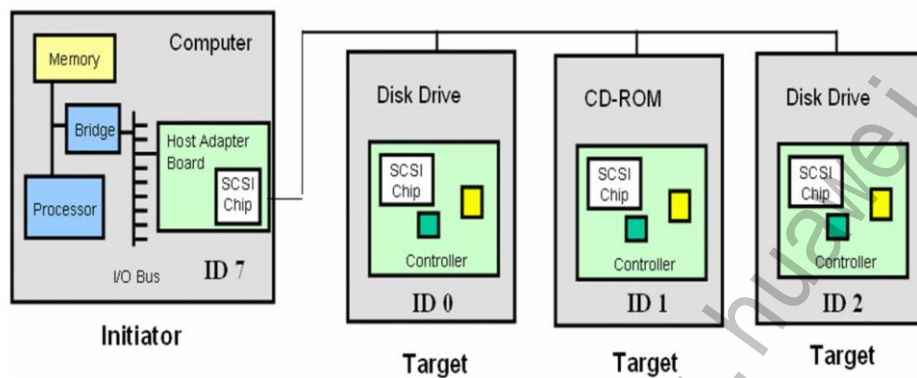 Computer
Memory
Bridge
Host Adapter
Board
SCSI
Chip
Processor
I/O Bus
ID 7
Initiator
Disk Drive
SCSI
Chip
Controller
ID 0
Target
CD-ROM
SCSI
Chip
Controller
ID 1
Target
Disk Drive
SCSI
Chip
Controller
ID 2
Target
huawei